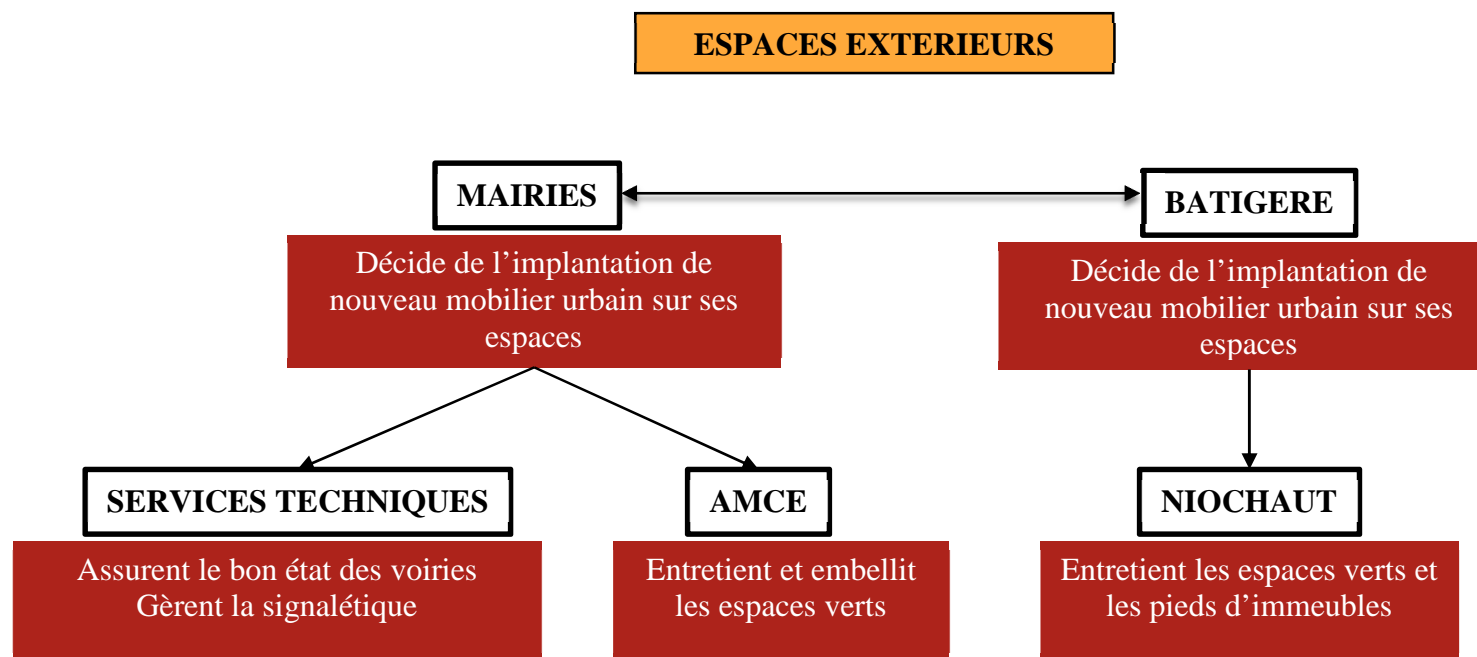 ESPACES EXTERIEURS
MAIRIES
Décide de l’implantation de
nouveau mobilier urbain sur ses
espaces
BATIGERE
Décide de l’implantation de
nouveau mobilier urbain sur ses
espaces
SERVICES TECHNIQUES
Assurent le bon état des voiries
Gèrent la signalétique
AMCE
Entretient et embellit
les espaces verts
NIOCHAUT
Entretient les espaces verts et
les pieds d’immeubles